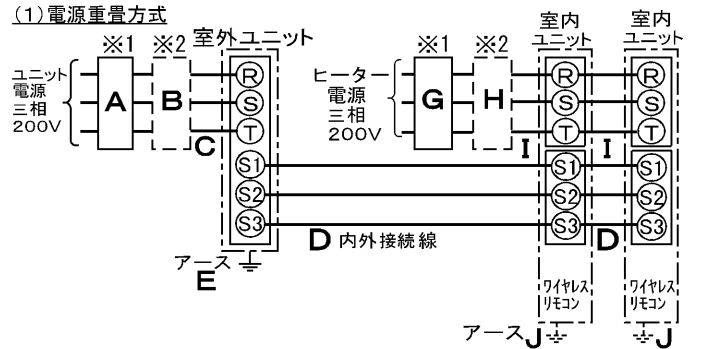 (1)電源重畳方式
※1
※2
室外ユニット
ユニット
電源
三相
200V
A
B
C
R
S
T
S1
S2
S3
アース
E
D 内外接続線
※1
※2
ヒーター
電源
三相
200V
G
H
I
室内
ユニット
R
S
T
S1
S2
S3
ワイヤレス
リモコン
アース J
I
D
室内
ユニット
R
S
T
S1
S2
S3
ワイヤレス
リモコン
J